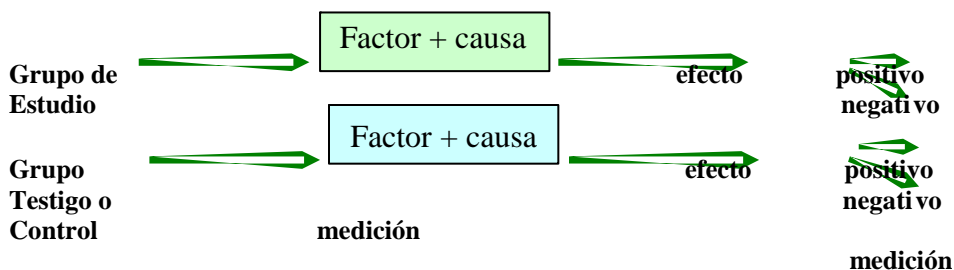 Factor + causa
Grupo de efecto positivo
Estudio negativo
Factor + causa
Grupo efecto positivo
Testigo o negativo
Control medición
medición